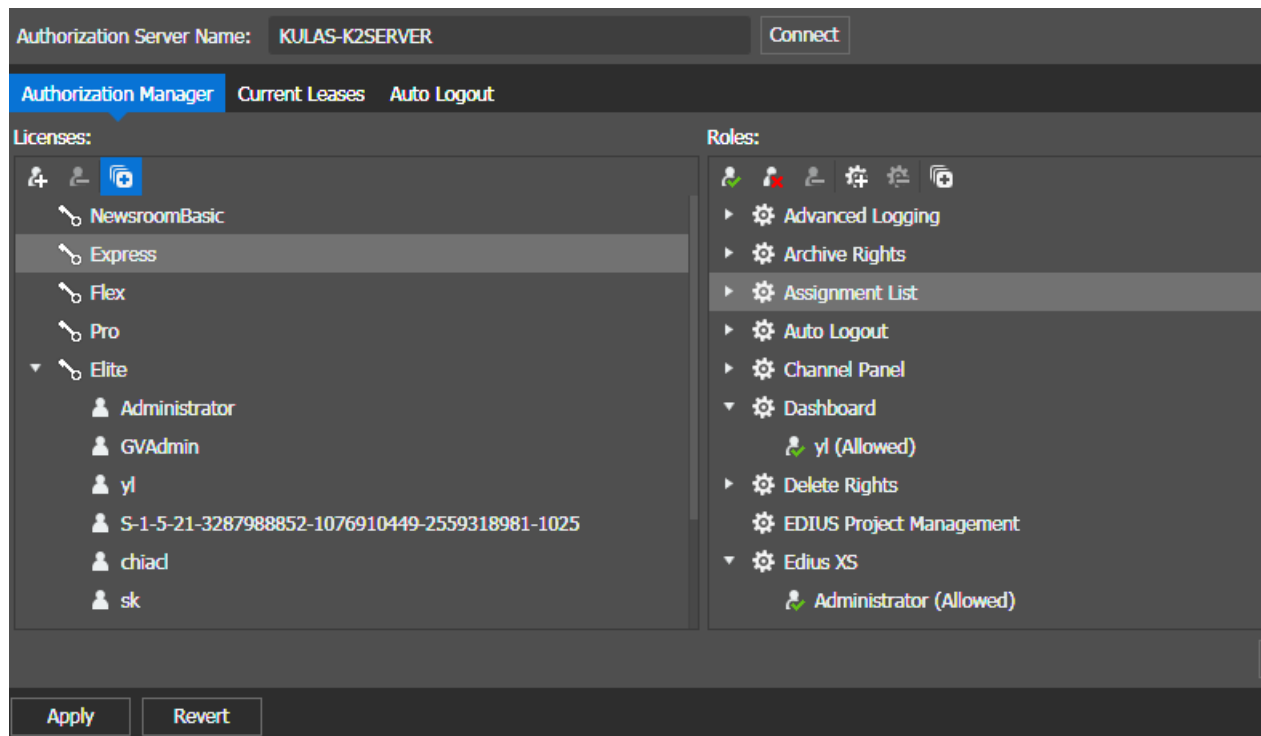 Authorization Server Name: KULAS-K2SERVER Connect
Authorization Manager Current Leases Auto Logout
Licenses:
NewsroomBasic
Express
Flex
Pro
Elite
Administrator
GVAdmin
yl
S-1-5-21-3287988852-1076910449-2559318981-1025
chiacl
sk
Roles:
Advanced Logging
Archive Rights
Assignment List
Auto Logout
Channel Panel
Dashboard
yl (Allowed)
Delete Rights
EDIUS Project Management
Edius XS
Administrator (Allowed)
Apply Revert